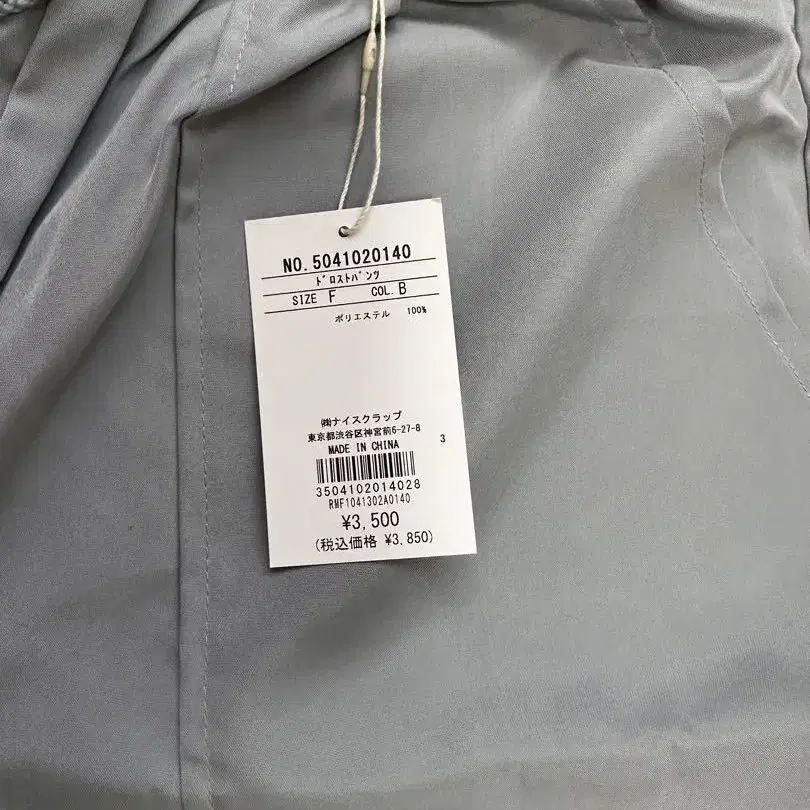 NO. 5041020140
ﾄﾞﾛｽﾄﾊﾟﾝﾂ
SIZE F COL. B
ポリエステル 100%
㈱ナイスクラップ
東京都渋谷区神宮前6-27-8
MADE IN CHINA 3
3504102014028
RMF1041302A0140
¥3,500
(税込価格 ¥3,850)